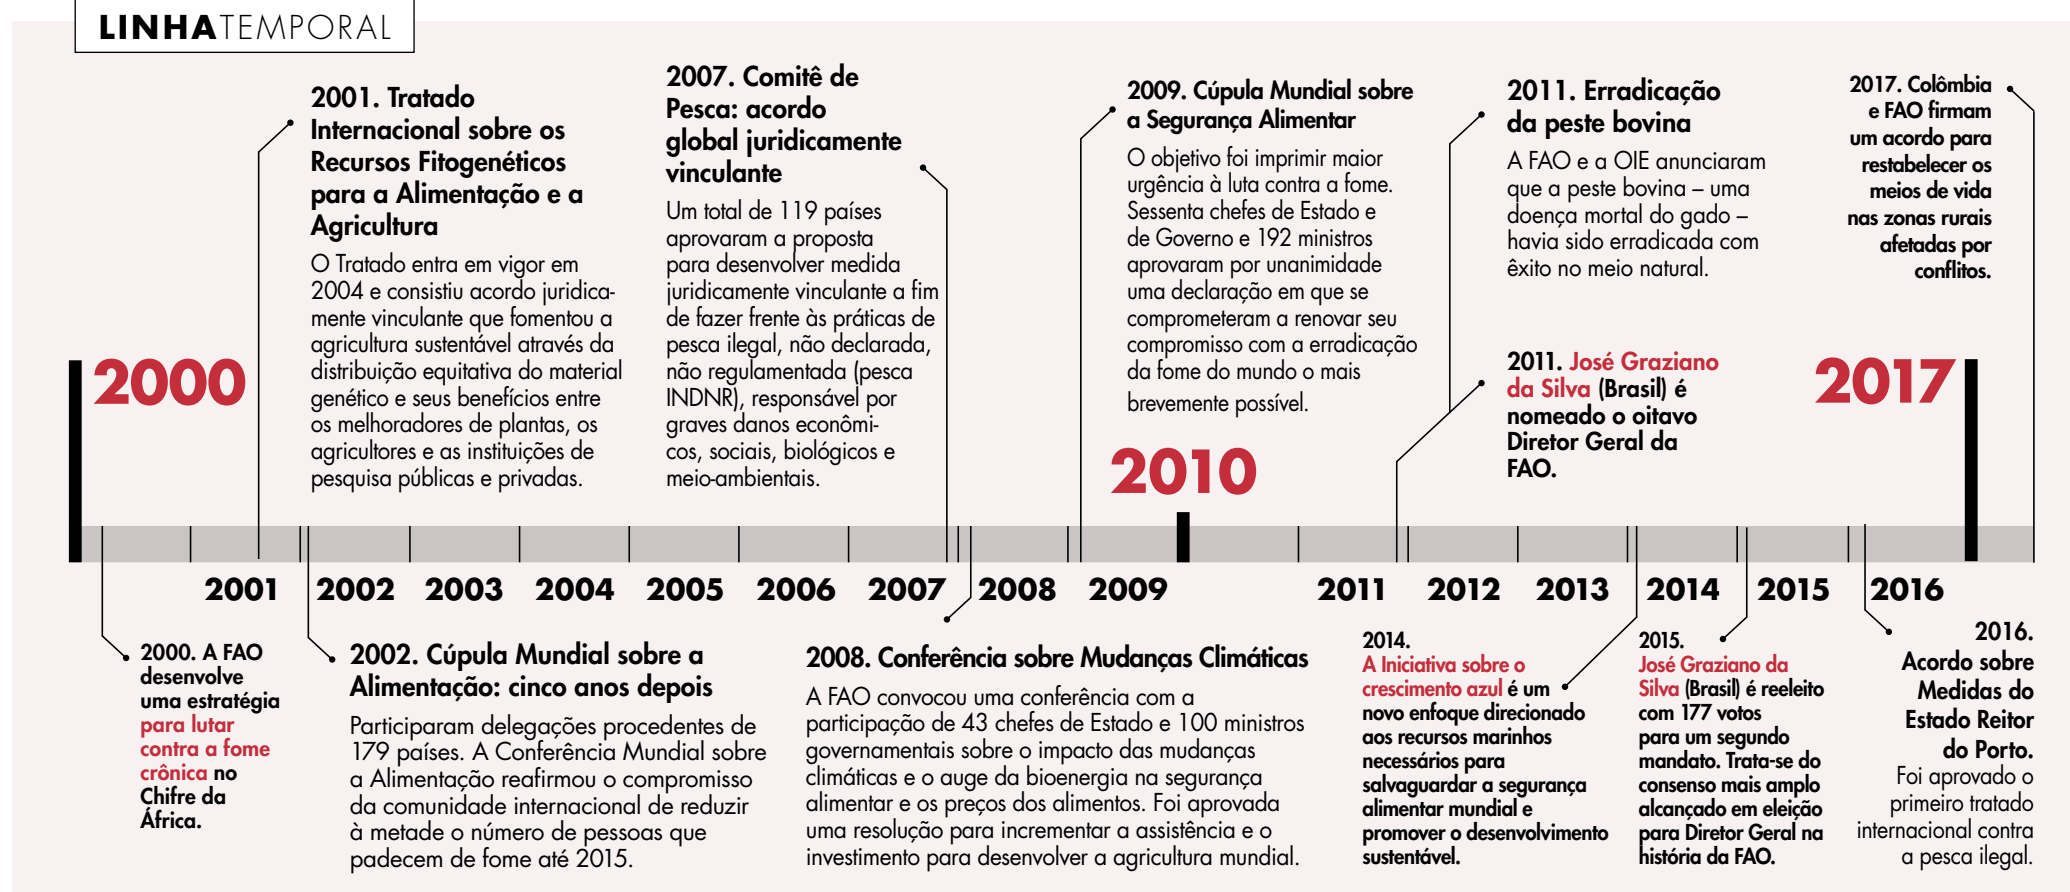 LINHATEMPORAL
2000
2001. Tratado
Internacional sobre os
Recursos Fitogenéticos
para a Alimentação e a
Agricultura
O Tratado entra em vigor em
2004 e consistiu acordo juridica-
mente vinculante que fomentou a
agricultura sustentável através da
distribuição equitativa do material
genético e seus benefícios entre
os melhoradores de plantas, os
agricultores e as instituições de
pesquisa públicas e privadas.
2007. Comitê de
Pesca: acordo
global juridicamente
vinculante
Um total de 119 países
aprovaram a proposta
para desenvolver medida
juridicamente vinculante a fim
de fazer frente às práticas de
pesca ilegal, não declarada,
não regulamentada (pesca
INDNR), responsável por
graves danos econômi-
cos, sociais, biológicos e
meio-ambientais.
2009. Cúpula Mundial sobre
a Segurança Alimentar
O objetivo foi imprimir maior
urgência à luta contra a fome.
Sessenta chefes de Estado e
de Governo e 192 ministros
aprovaram por unanimidade
uma declaração em que se
comprometeram a renovar seu
compromisso com a erradicação
da fome do mundo o mais
brevemente possível.
2010
2011. Erradicação
da peste bovina
A FAO e a OIE anunciaram
que a peste bovina – uma
doença mortal do gado –
havia sido erradicada com
êxito no meio natural.
2011. José Graziano
da Silva (Brasil) é
nomeado o oitavo
Diretor Geral da
FAO.
2017. Colômbia
e FAO firmam
um acordo para
restabelecer os
meios de vida
nas zonas rurais
afetadas por
conflitos.
2017
2001 2002 2003 2004 2005 2006 2007 2008 2009 2011 2012 2013 2014 2015 2016
2000. A FAO
desenvolve
uma estratégia
para lutar
contra a fome
crônica no
Chifre da
África.
2002. Cúpula Mundial sobre a
Alimentação: cinco anos depois
Participaram delegações procedentes de
179 países. A Conferência Mundial sobre
a Alimentação reafirmou o compromisso
da comunidade internacional de reduzir
à metade o número de pessoas que
padecem de fome até 2015.
2008. Conferência sobre Mudanças Climáticas
A FAO convocou uma conferência com a
participação de 43 chefes de Estado e 100 ministros
governamentais sobre o impacto das mudanças
climáticas e o auge da bioenergia na segurança
alimentar e os preços dos alimentos. Foi aprovada
uma resolução para incrementar a assistência e o
investimento para desenvolver a agricultura mundial.
2014.
A Iniciativa sobre o
crescimento azul é um
novo enfoque direcionado
aos recursos marinhos
necessários para
salvaguardar a segurança
alimentar mundial e
promover o desenvolvimento
sustentável.
2015.
José Graziano da
Silva (Brasil) é reeleito
com 177 votos
para um segundo
mandato. Trata-se do
consenso mais amplo
alcançado em eleição
para Diretor Geral na
história da FAO.
2016.
Acordo sobre
Medidas do
Estado Reitor
do Porto.
Foi aprovado o
primeiro tratado
internacional contra
a pesca ilegal.